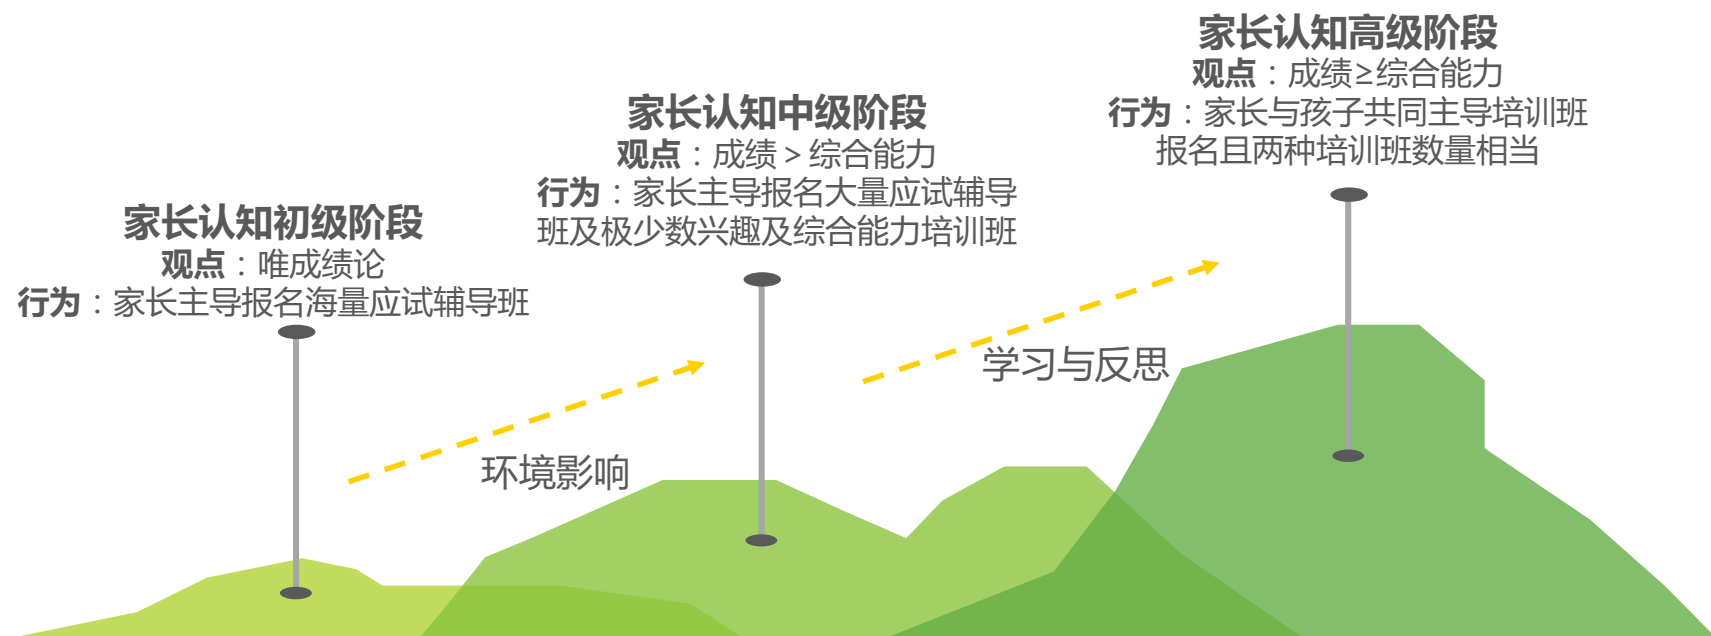 家长认知初级阶段
观点：唯成绩论
行为：家长主导报名海量应试辅导班
环境影响
家长认知中级阶段
观点：成绩 > 综合能力
行为：家长主导报名大量应试辅导
班及极少数兴趣及综合能力培训班
学习与反思
家长认知高级阶段
观点：成绩≥综合能力
行为：家长与孩子共同主导培训班
报名且两种培训班数量相当